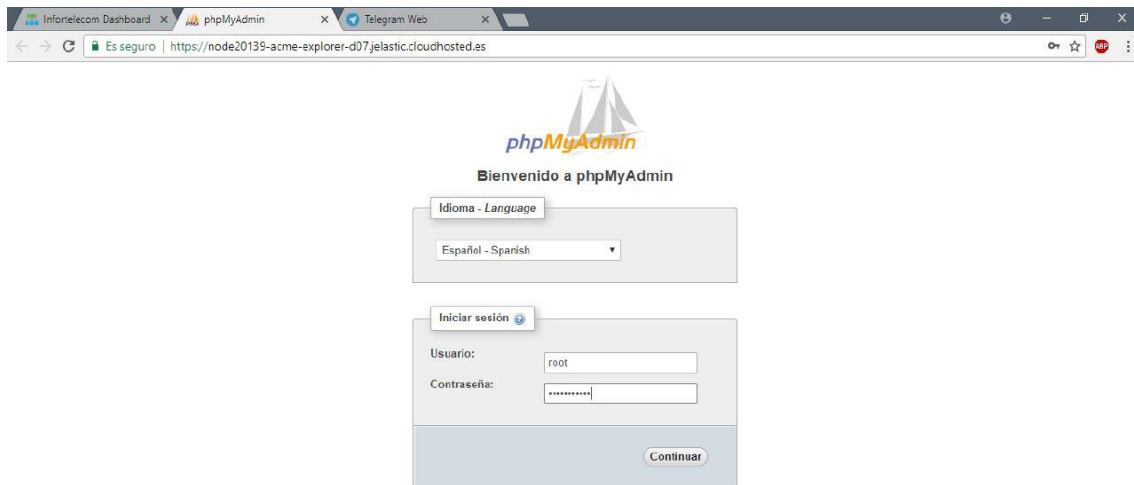 Infortelecom Dashboard
phpMyAdmin
Telegram Web
Es seguro | https://node20139-acme-explorer-d07.jelastic.cloudhosted.es
ABP
phpMyAdmin
Bienvenido a phpMyAdmin
Idioma - Language
Español - Spanish
Iniciar sesión
Usuario:
root
Contraseña:
•••••••••••
Continuar